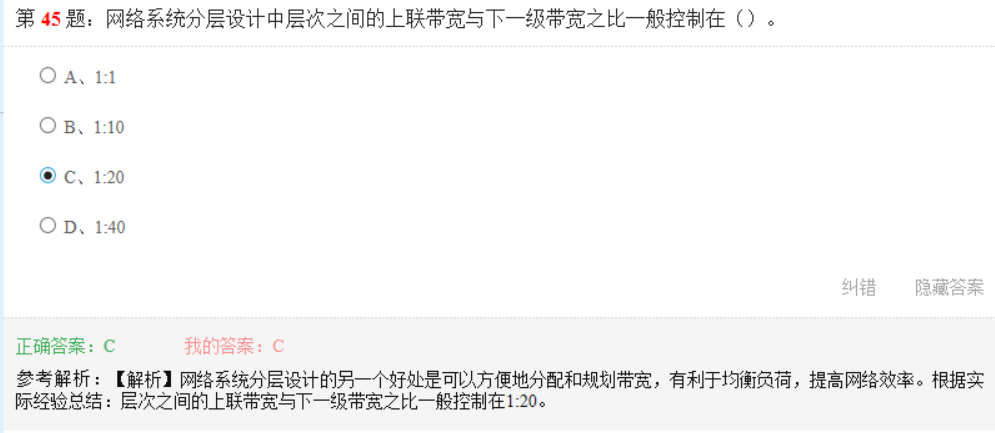 第 45 题：网络系统分层设计中层次之间的上联带宽与下一级带宽之比一般控制在（）。
A、1:1
B、1:10
C、1:20
D、1:40
纠错 隐藏答案
正确答案：C 我的答案：C
参考解析：【解析】网络系统分层设计的另一个好处是可以方便地分配和规划带宽，有利于均衡负荷，提高网络效率。根据实
际经验总结：层次之间的上联带宽与下一级带宽之比一般控制在1:20。